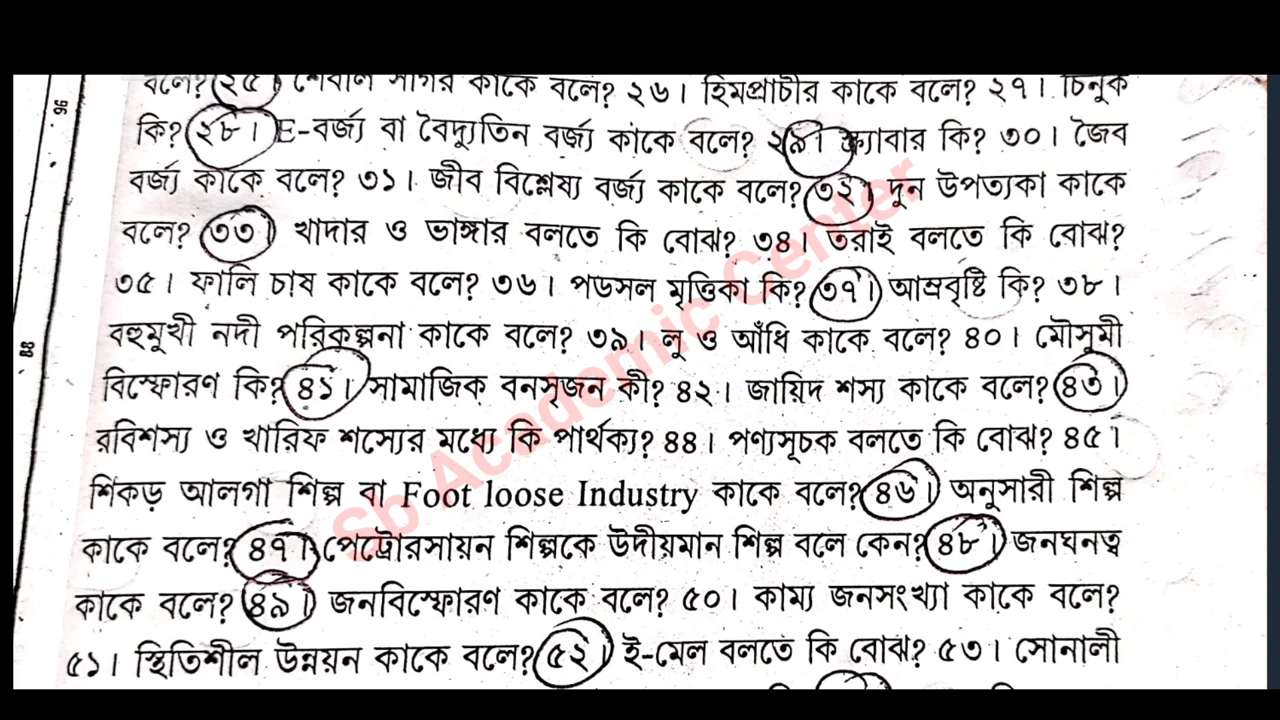 বলে? ২৫। শৈবাল সাগর কাকে বলে? ২৬। হিমপ্রাচীর কাকে বলে? ২৭। চিনুক
কি? ২৮। E-বর্জ্য বা বৈদ্যুতিন বর্জ্য কাকে বলে? ২৯। স্ক্র্যাবার কি? ৩০। জৈব
বর্জ্য কাকে বলে? ৩১। জীব বিশ্লেষ্য বর্জ্য কাকে বলে? ৩২। দুন উপত্যকা কাকে
বলে? ৩৩। খাদার ও ভাঙ্গার বলতে কি বোঝ? ৩৪। তরাই বলতে কি বোঝ?
৩৫। ফালি চাষ কাকে বলে? ৩৬। পডসল মৃত্তিকা কি? ৩৭। আম্রবৃষ্টি কি? ৩৮।
বহুমুখী নদী পরিকল্পনা কাকে বলে? ৩৯। লু ও আঁধি কাকে বলে? ৪০। মৌসুমী
বিস্ফোরণ কি? ৪১। সামাজিক বনসৃজন কী? ৪২। জায়িদ শস্য কাকে বলে? ৪৩।
রবিশস্য ও খারিফ শস্যের মধ্যে কি পার্থক্য? ৪৪। পণ্যসূচক বলতে কি বোঝ? ৪৫।
শিকড় আলগা শিল্প বা Foot loose Industry কাকে বলে? ৪৬। অনুসারী শিল্প
কাকে বলে? ৪৭। পেট্রোরসায়ন শিল্পকে উদীয়মান শিল্প বলে কেন? ৪৮। জনঘনত্ব
কাকে বলে? ৪৯। জনবিস্ফোরণ কাকে বলে? ৫০। কাম্য জনসংখ্যা কাকে বলে?
৫১। স্থিতিশীল উন্নয়ন কাকে বলে? ৫২। ই-মেল বলতে কি বোঝ? ৫৩। সোনালী
Sb Academic Center